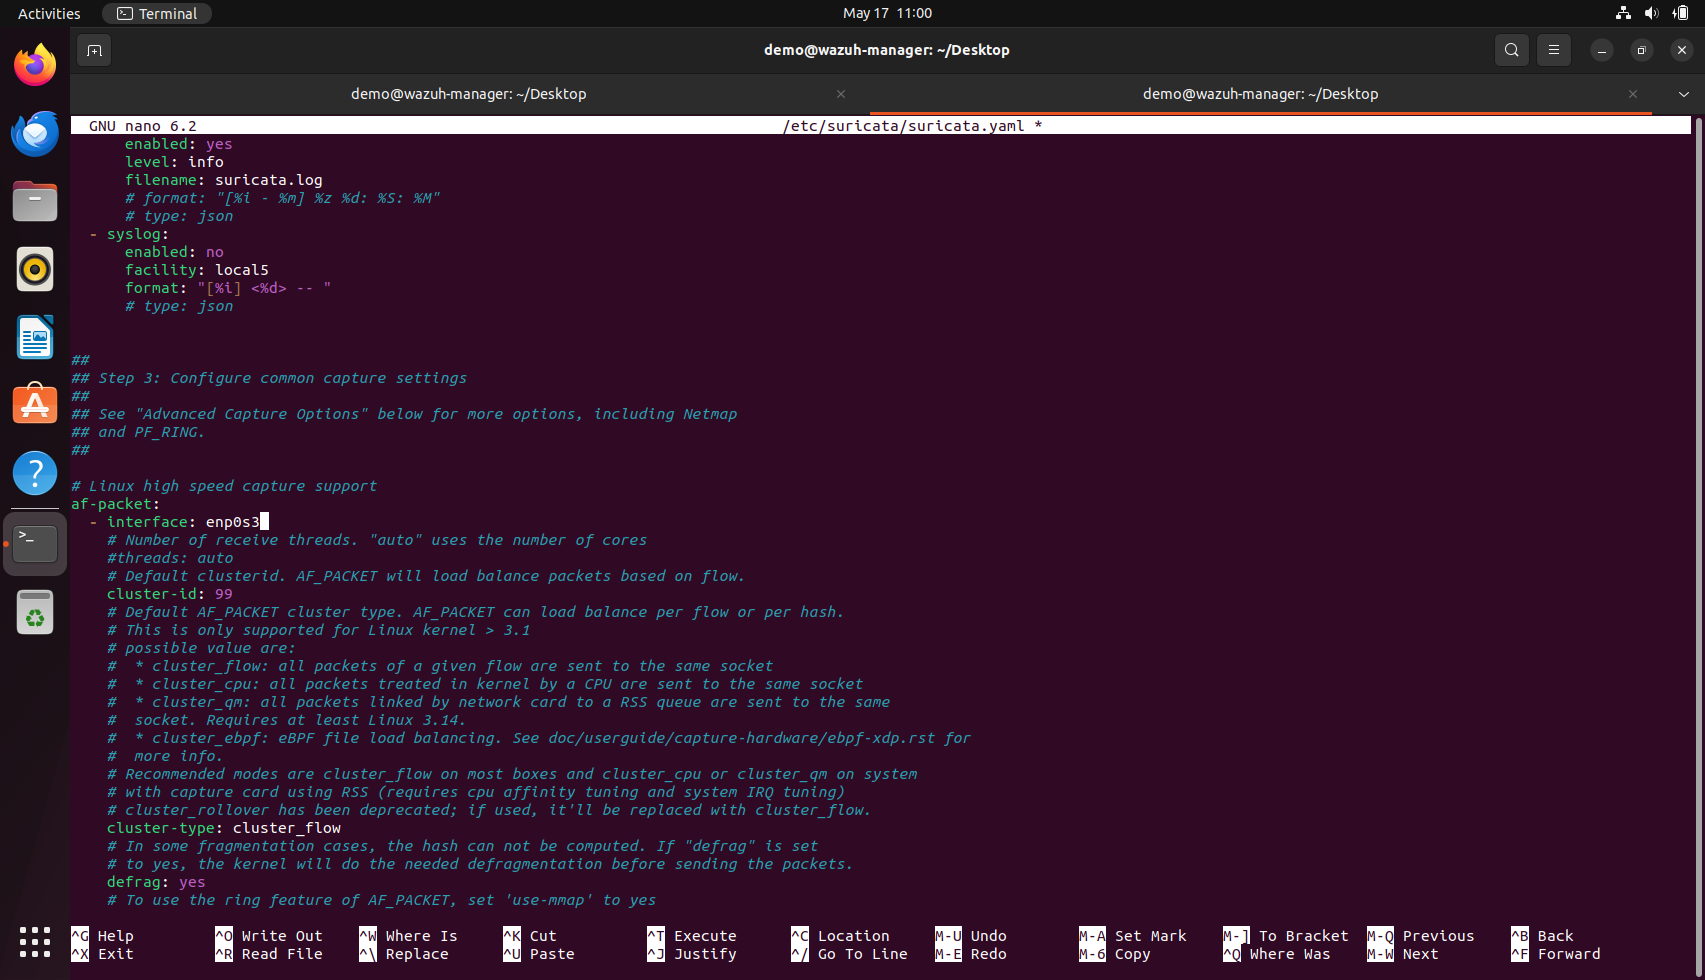 Activities
Terminal
May 17 11:00
demo@wazuh-manager: ~/Desktop
demo@wazuh-manager: ~/Desktop
demo@wazuh-manager: ~/Desktop
GNU nano 6.2 /etc/suricata/suricata.yaml *
enabled: yes
level: info
filename: suricata.log
# format: "[%i - %m] %z %d: %S: %M"
# type: json
- syslog:
enabled: no
facility: local5
format: "[%i] <%d> -- "
# type: json
##
## Step 3: Configure common capture settings
##
## See "Advanced Capture Options" below for more options, including Netmap
## and PF_RING.
##
# Linux high speed capture support
af-packet:
- interface: enp0s3
# Number of receive threads. "auto" uses the number of cores
#threads: auto
# Default clusterid. AF_PACKET will load balance packets based on flow.
cluster-id: 99
# Default AF_PACKET cluster type. AF_PACKET can load balance per flow or per hash.
# This is only supported for Linux kernel > 3.1
# possible value are:
# * cluster_flow: all packets of a given flow are sent to the same socket
# * cluster_cpu: all packets treated in kernel by a CPU are sent to the same socket
# * cluster_qm: all packets linked by network card to a RSS queue are sent to the same
# socket. Requires at least Linux 3.14.
# * cluster_ebpf: eBPF file load balancing. See doc/userguide/capture-hardware/ebpf-xdp.rst for
# more info.
# Recommended modes are cluster_flow on most boxes and cluster_cpu or cluster_qm on system
# with capture card using RSS (requires cpu affinity tuning and system IRQ tuning)
# cluster_rollover has been deprecated; if used, it'll be replaced with cluster_flow.
cluster-type: cluster_flow
# In some fragmentation cases, the hash can not be computed. If "defrag" is set
# to yes, the kernel will do the needed defragmentation before sending the packets.
defrag: yes
# To use the ring feature of AF_PACKET, set 'use-mmap' to yes
^G Help ^O Write Out ^W Where Is ^K Cut ^T Execute ^C Location M-U Undo M-A Set Mark M-] To Bracket M-Q Previous ^B Back
^X Exit ^R Read File ^\ Replace ^U Paste ^J Justify ^/ Go To Line M-E Redo M-6 Copy ^Q Where Was M-W Next ^F Forward